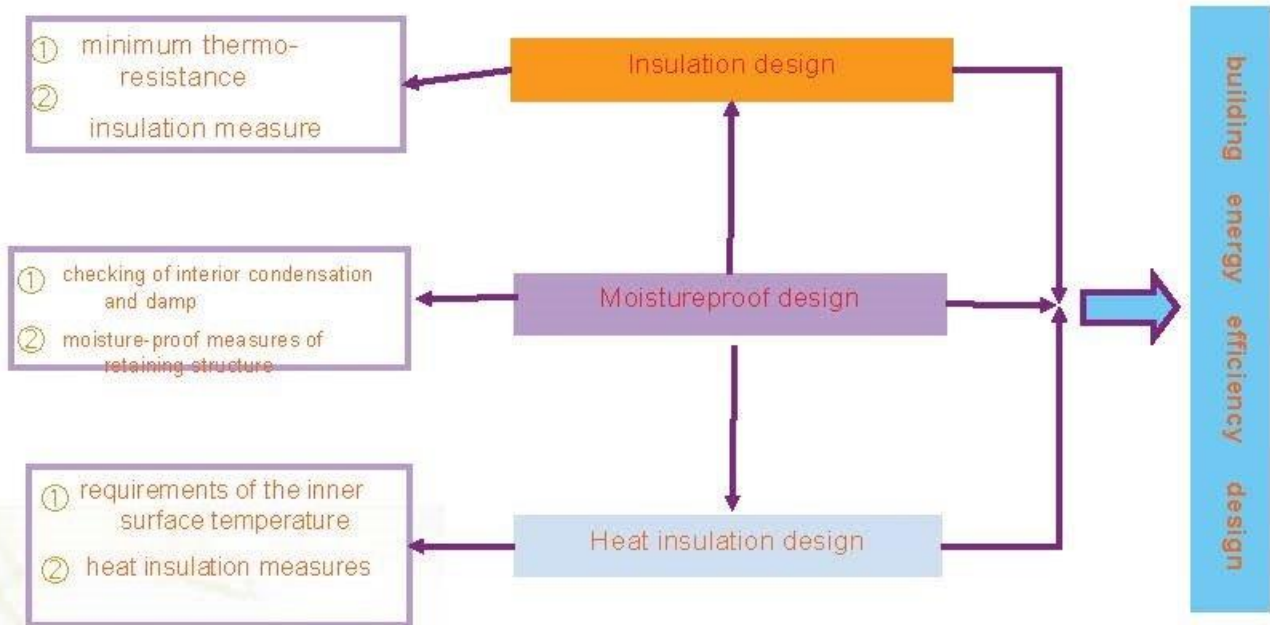 ① minimum thermo-
resistance
②
insulation measure
Insulation design
① checking of interior condensation
and damp
② moisture-proof measures of
retaining structure
Moistureproof design
① requirements of the inner
surface temperature
② heat insulation measures
Heat insulation design
building energy efficiency design